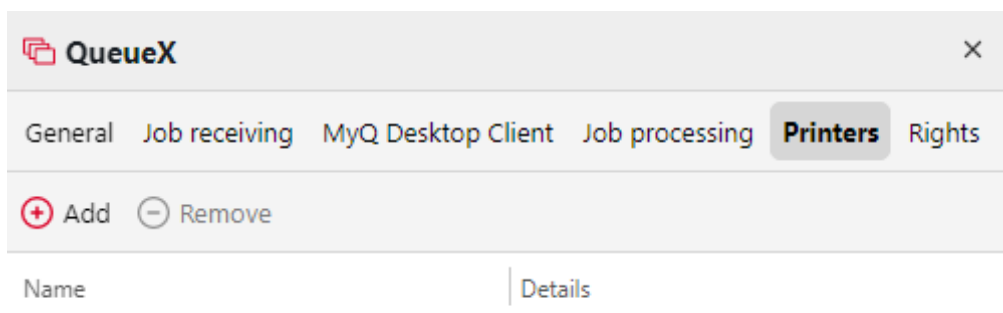 QueueX
General Job receiving MyQ Desktop Client Job processing Printers Rights
Add Remove
Name Details